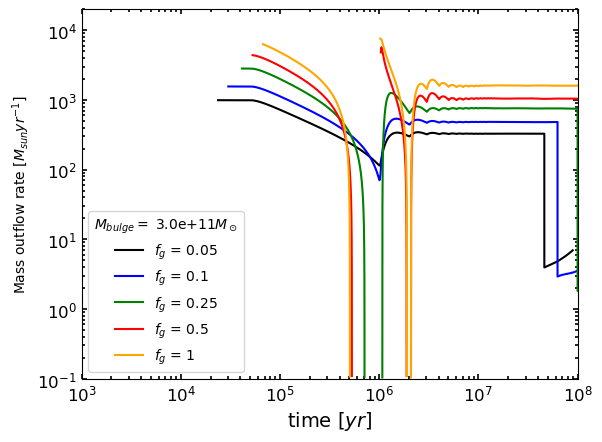 10⁴
10³
10²
10¹
10⁰
10⁻¹
Mass outflow rate [M_sun yr⁻¹]
M_bulge = 3.0e+11M_⊙
f_g = 0.05
f_g = 0.1
f_g = 0.25
f_g = 0.5
f_g = 1
10³ 10⁴ 10⁵ 10⁶ 10⁷ 10⁸
time [yr]